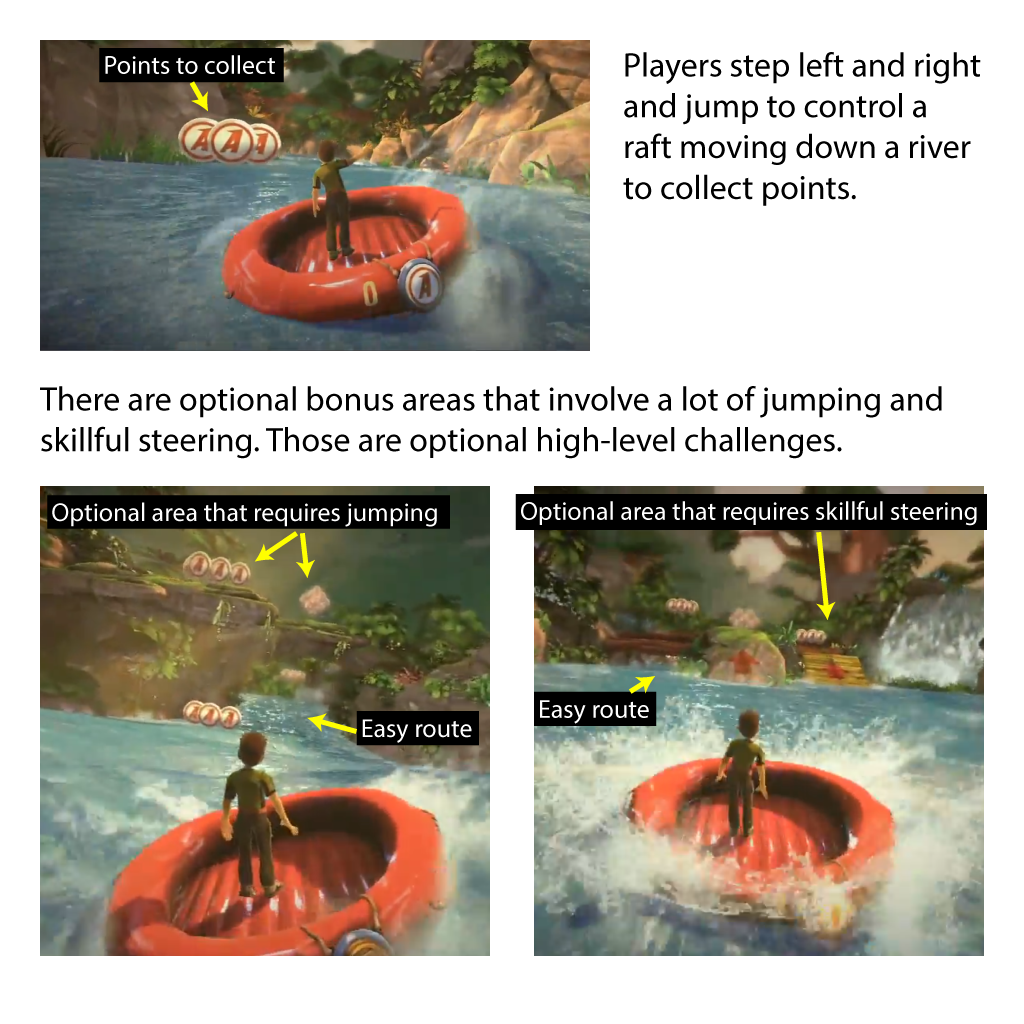 Points to collect
A A A
Players step left and right
and jump to control a
raft moving down a river
to collect points.
0 A
There are optional bonus areas that involve a lot of jumping and
skillful steering. Those are optional high-level challenges.
Optional area that requires jumping
A A A
A A A
Easy route
Optional area that requires skillful steering
Easy route